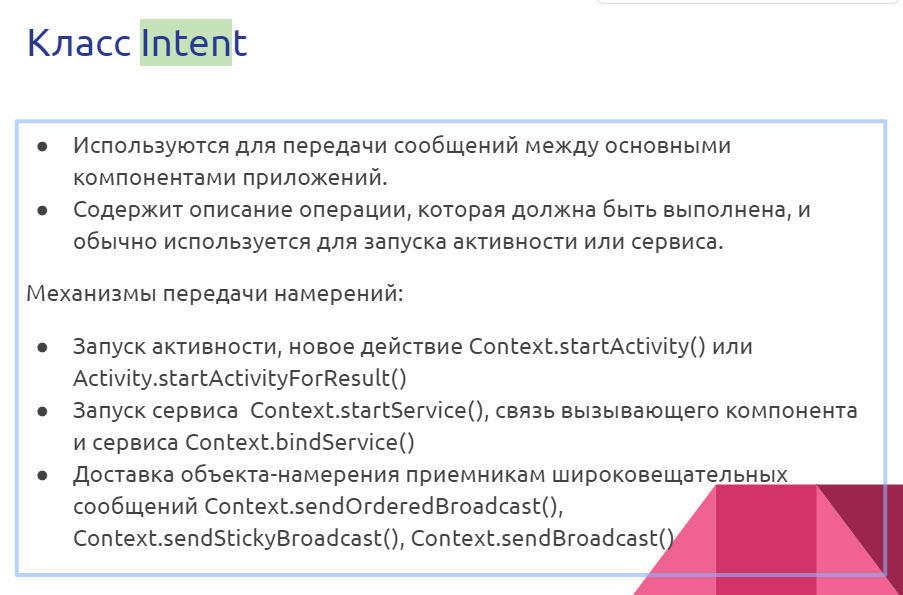 Класс Intent
● Используются для передачи сообщений между основными
компонентами приложений.
● Содержит описание операции, которая должна быть выполнена, и
обычно используется для запуска активности или сервиса.
Механизмы передачи намерений:
● Запуск активности, новое действие Context.startActivity() или
Activity.startActivityForResult()
● Запуск сервиса  Context.startService(), связь вызывающего компонента
и сервиса Context.bindService()
● Доставка объекта-намерения приемникам широковещательных
сообщений Context.sendOrderedBroadcast(),
Context.sendStickyBroadcast(), Context.sendBroadcast()